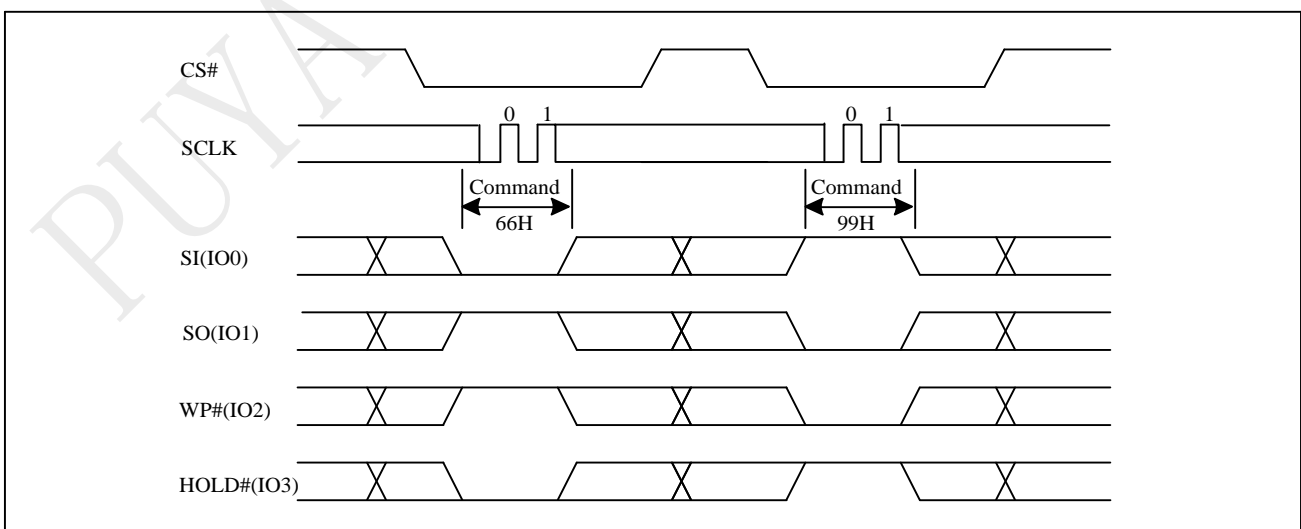 PUYA
CS#
0 1 0 1
SCLK
Command Command
66H 99H
SI(IO0)
SO(IO1)
WP#(IO2)
HOLD#(IO3)